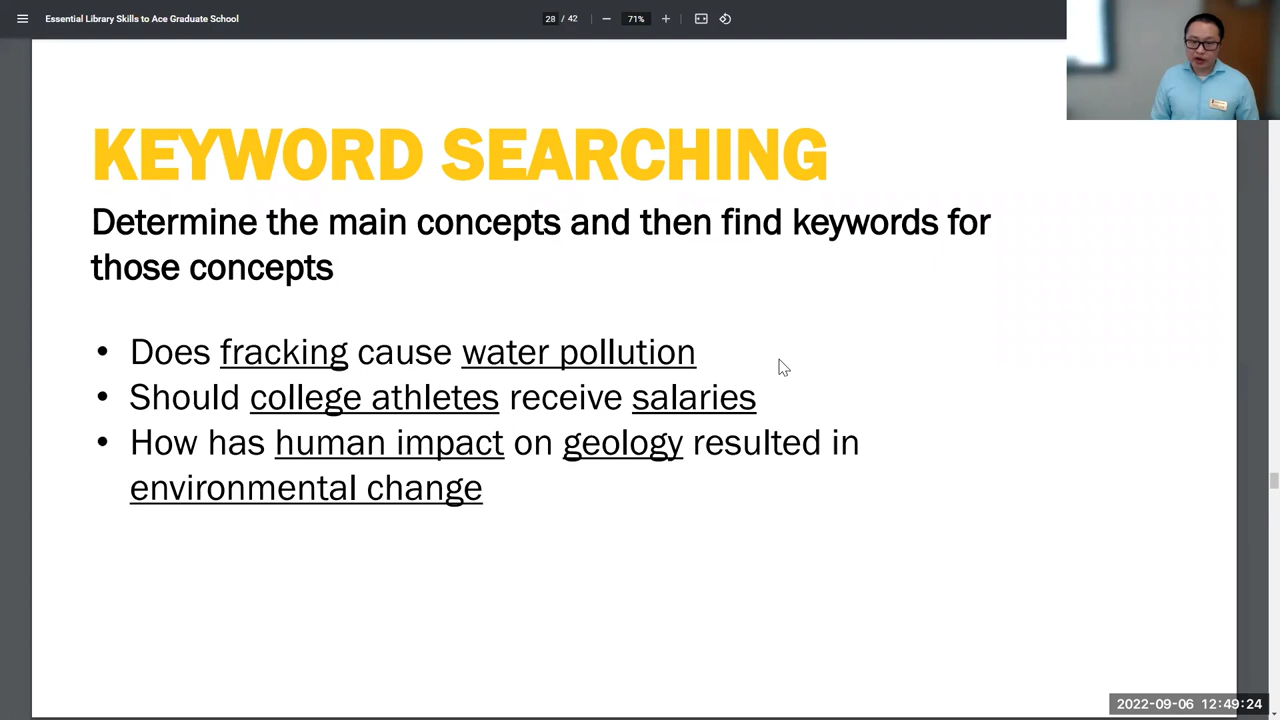 Essential Library Skills to Ace Graduate School
28 / 42
71%
KEYWORD SEARCHING
Determine the main concepts and then find keywords for
those concepts
• Does fracking cause water pollution
• Should college athletes receive salaries
• How has human impact on geology resulted in
environmental change
2022-09-06 12:49:24